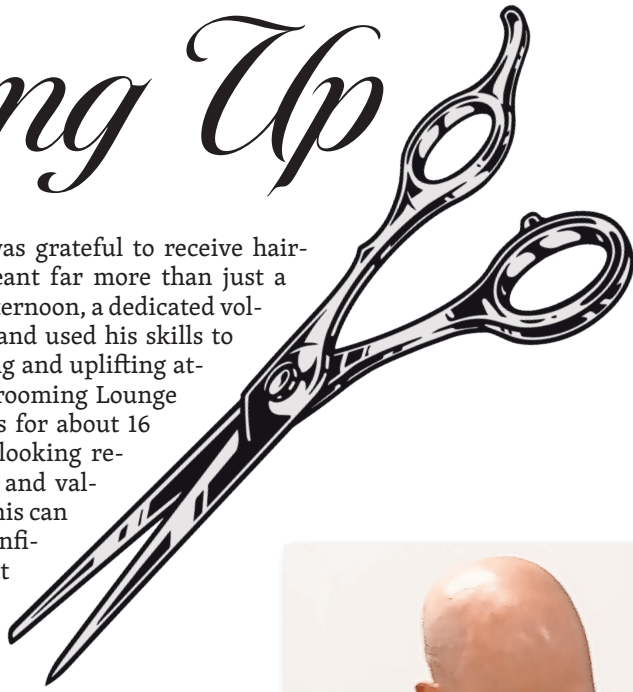 ng Up
was grateful to receive hair-
eant far more than just a
ternoon, a dedicated vol-
and used his skills to
g and uplifting at-
rooming Lounge
s for about 16
looking re-
and val-
his can
nfi-
t